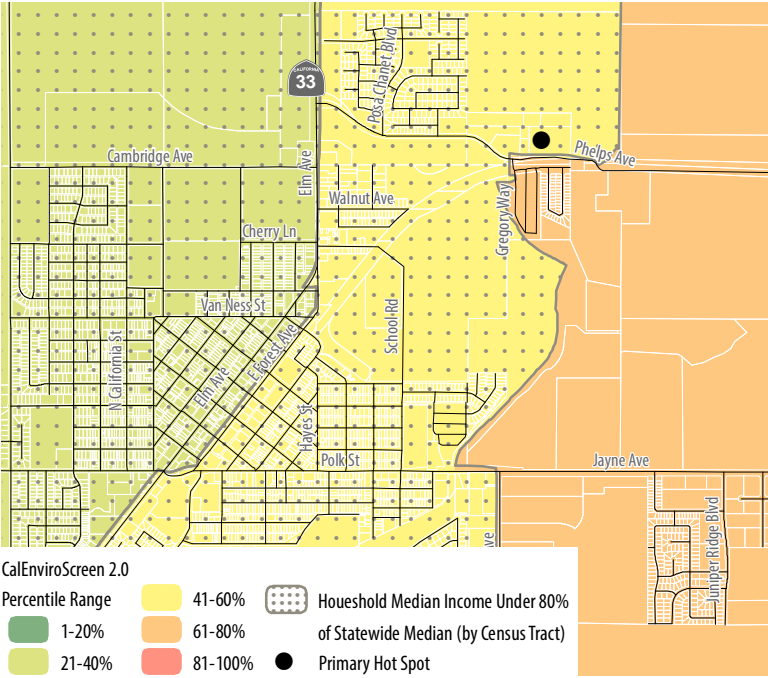 Posa Chanet Blvd
CALIFORNIA
33
Phelps Ave
Cambridge Ave
Elm Ave
Walnut Ave
Gregory Way
Cherry Ln
Van Ness St
School Rd
E Forest Ave
N California St
Elm Ave
Hayes St
Polk St
Jayne Ave
Juniper Ridge Blvd
Ave
CalEnviroScreen 2.0
Percentile Range
1-20%
21-40%
41-60%
61-80%
81-100%
Houeshold Median Income Under 80%
of Statewide Median (by Census Tract)
Primary Hot Spot